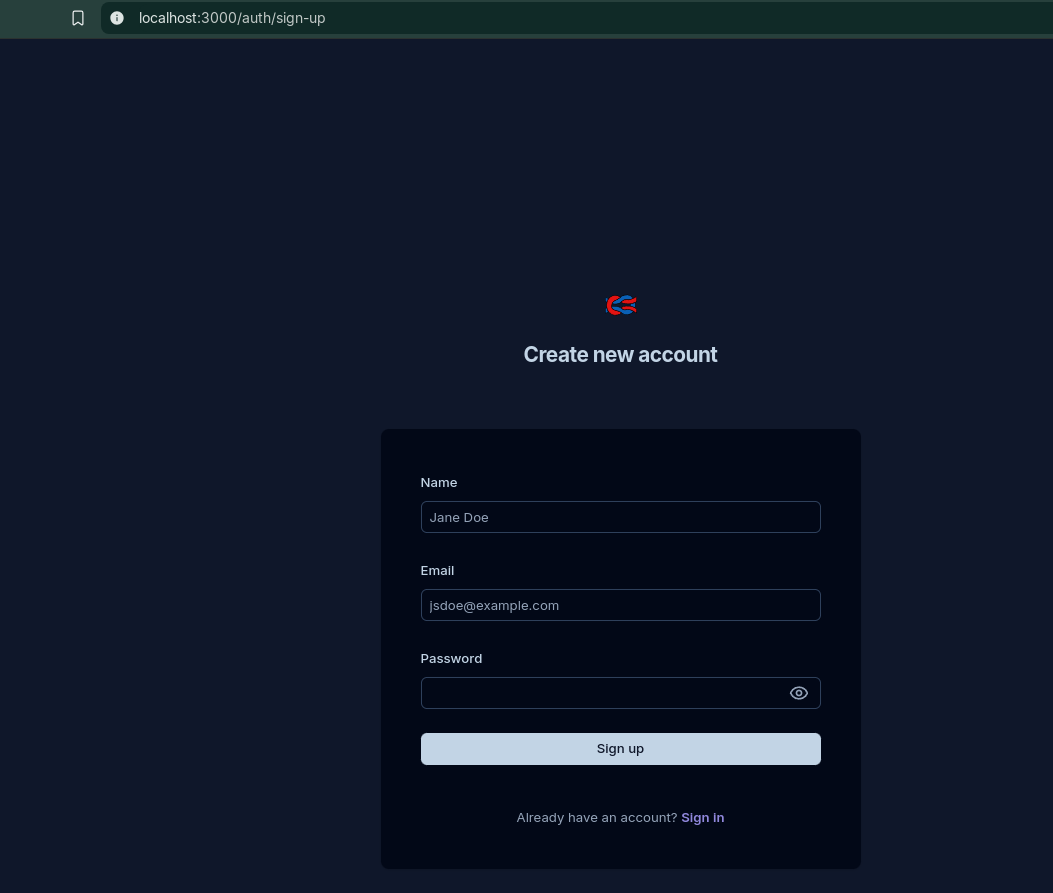 localhost:3000/auth/sign-up
Create new account
Name
Jane Doe
Email
jsdoe@example.com
Password
Sign up
Already have an account? Sign in